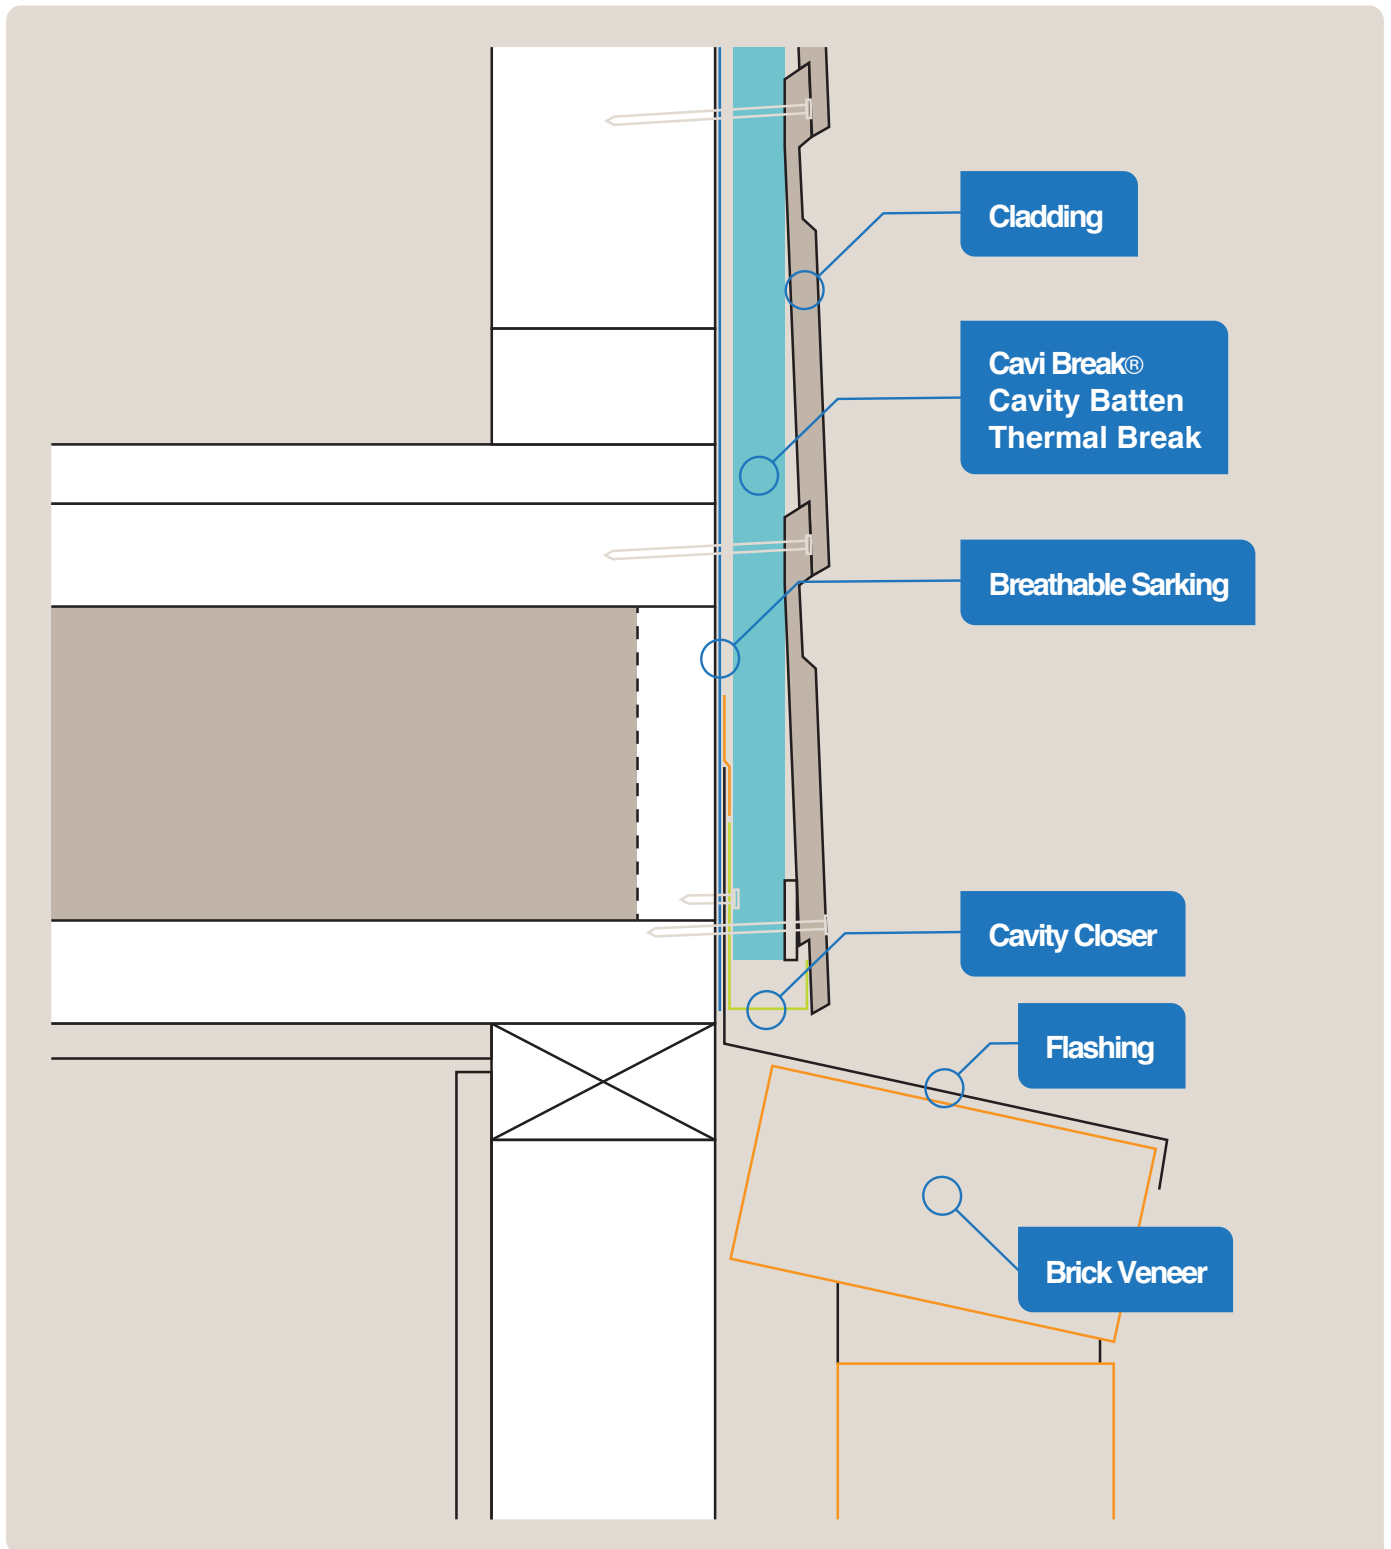 Cladding
Cavi Break®
Cavity Batten
Thermal Break
Breathable Sarking
Cavity Closer
Flashing
Brick Veneer